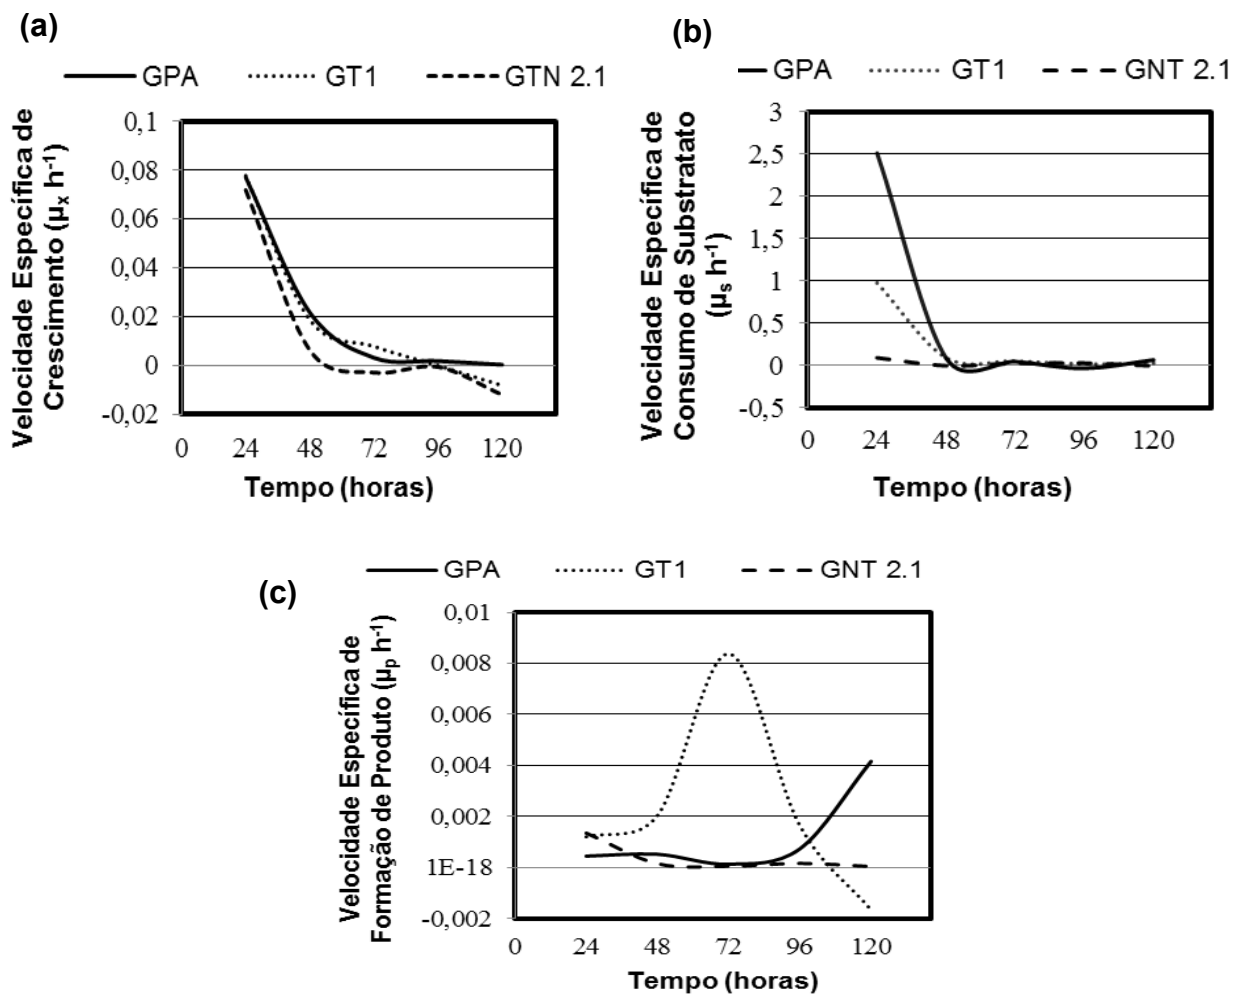 (a)
GPA GT1 GTN 2.1
Velocidade Específica de
Crescimento (µx h-1)
0,1
0,08
0,06
0,04
0,02
0
-0,02
0 24 48 72 96 120
Tempo (horas)
(b)
GPA GT1 GNT 2.1
Velocidade Específica de
Consumo de Substratato
(µs h-1)
3
2,5
2
1,5
1
0,5
0
-0,5
0 24 48 72 96 120
Tempo (horas)
(c)
GPA GT1 GNT 2.1
Velocidade Específica de
Formação de Produto (µp h-1)
0,01
0,008
0,006
0,004
0,002
1E-18
-0,002
0 24 48 72 96 120
Tempo (horas)